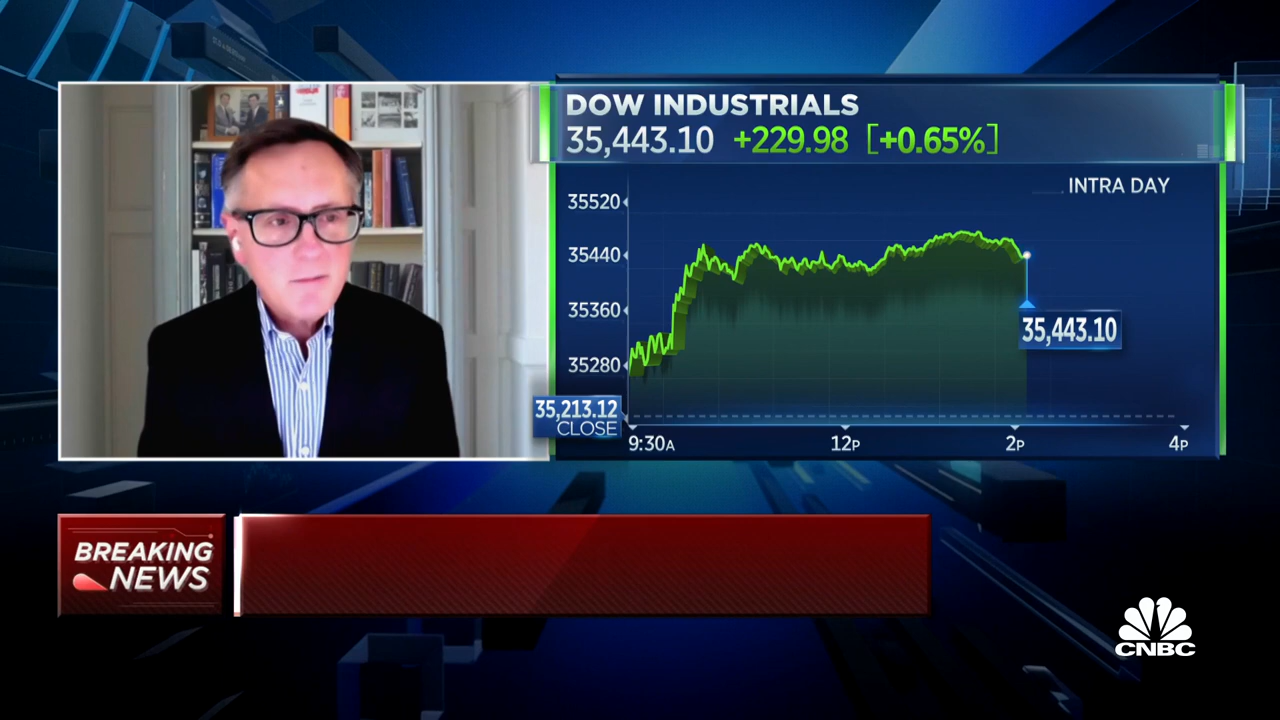 DOW INDUSTRIALS
35,443.10 +229.98 [+0.65%]
INTRA DAY
35520
35440
35360
35280
35,443.10
35,213.12
CLOSE
9:30A 12P 2P 4P
BREAKING
NEWS
CNBC